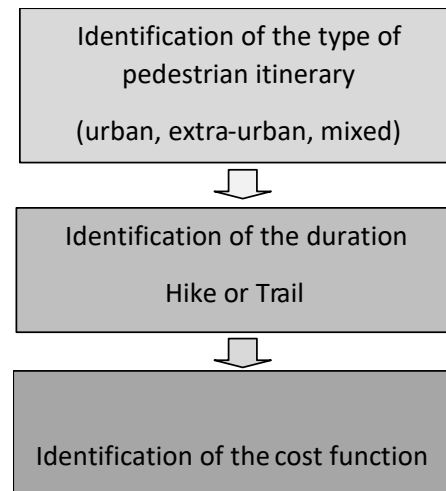 Identification of the type of
pedestrian itinerary
(urban, extra-urban, mixed)
Identification of the duration
Hike or Trail
Identification of the cost function